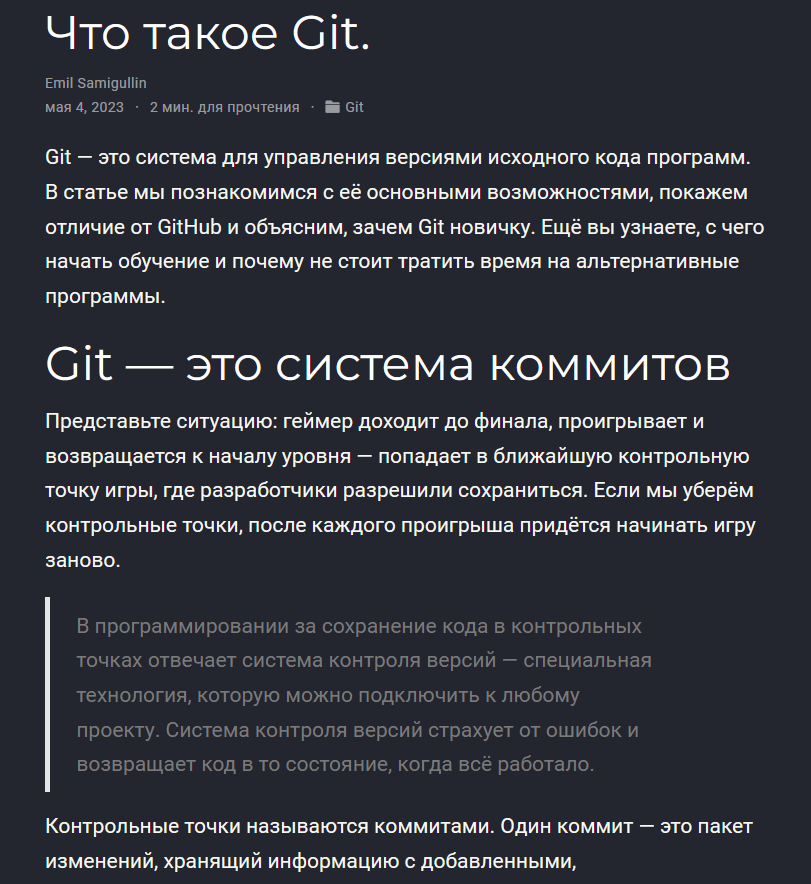 Что такое Git.
Emil Samigullin
мая 4, 2023 · 2 мин. для прочтения · Git
Git — это система для управления версиями исходного кода программ.
В статье мы познакомимся с её основными возможностями, покажем
отличие от GitHub и объясним, зачем Git новичку. Ещё вы узнаете, с чего
начать обучение и почему не стоит тратить время на альтернативные
программы.
Git — это система коммитов
Представьте ситуацию: геймер доходит до финала, проигрывает и
возвращается к началу уровня — попадает в ближайшую контрольную
точку игры, где разработчики разрешили сохраниться. Если мы уберём
контрольные точки, после каждого проигрыша придётся начинать игру
заново.
В программировании за сохранение кода в контрольных
точках отвечает система контроля версий — специальная
технология, которую можно подключить к любому
проекту. Система контроля версий страхует от ошибок и
возвращает код в то состояние, когда всё работало.
Контрольные точки называются коммитами. Один коммит — это пакет
изменений, хранящий информацию с добавленными,